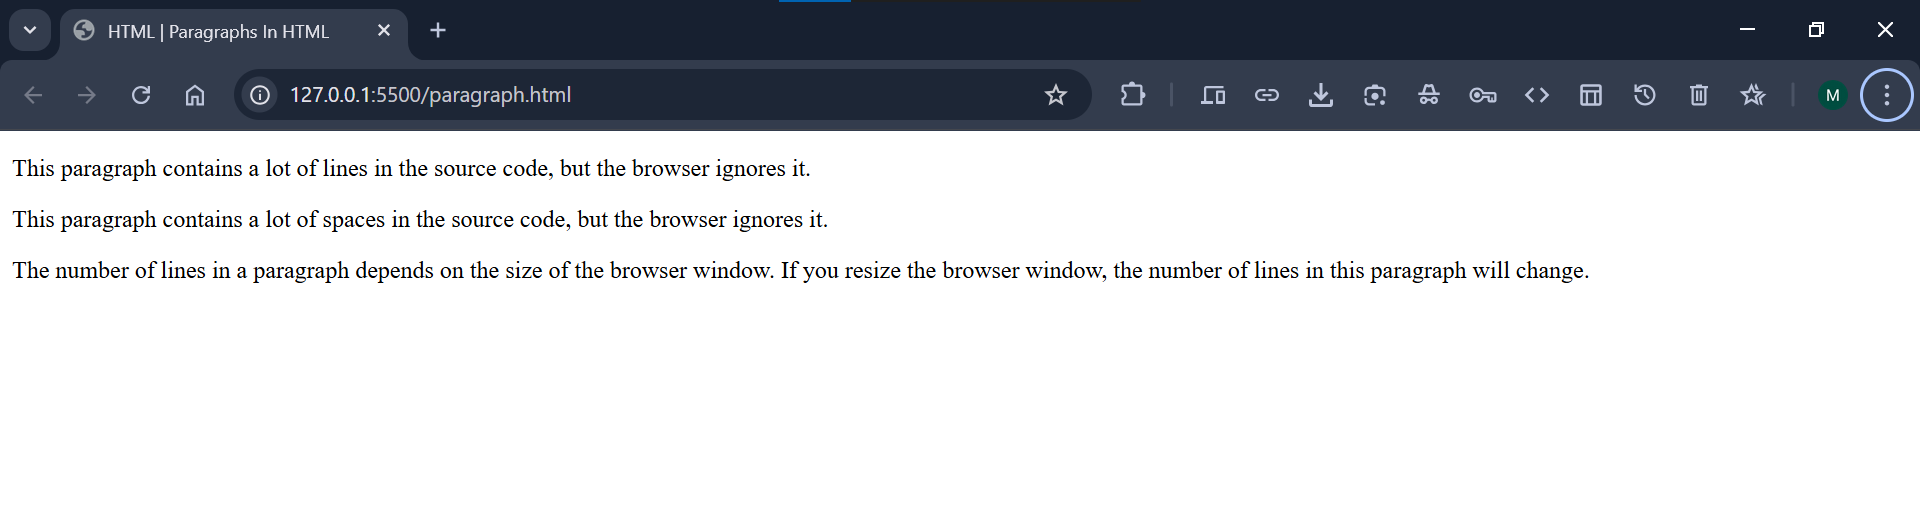 HTML | Paragraphs In HTML
127.0.0.1:5500/paragraph.html
M
This paragraph contains a lot of lines in the source code, but the browser ignores it.
This paragraph contains a lot of spaces in the source code, but the browser ignores it.
The number of lines in a paragraph depends on the size of the browser window. If you resize the browser window, the number of lines in this paragraph will change.